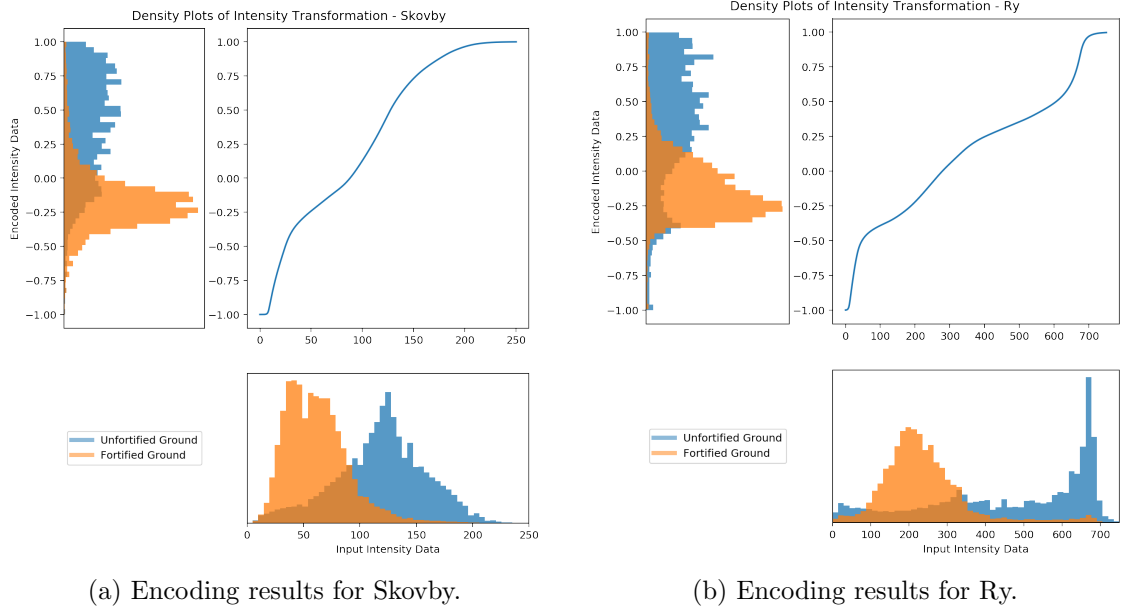 Density Plots of Intensity Transformation - Skovby
1.00
0.75
0.50
0.25
0.00
−0.25
−0.50
−0.75
−1.00
Encoded Intensity Data
1.00
0.75
0.50
0.25
0.00
−0.25
−0.50
−0.75
−1.00
0 50 100 150 200 250
Unfortified Ground
Fortified Ground
0 50 100 150 200 250
Input Intensity Data
(a) Encoding results for Skovby.
Density Plots of Intensity Transformation - Ry
1.00
0.75
0.50
0.25
0.00
−0.25
−0.50
−0.75
−1.00
Encoded Intensity Data
1.00
0.75
0.50
0.25
0.00
−0.25
−0.50
−0.75
−1.00
0 100 200 300 400 500 600 700
Unfortified Ground
Fortified Ground
0 100 200 300 400 500 600 700
Input Intensity Data
(b) Encoding results for Ry.